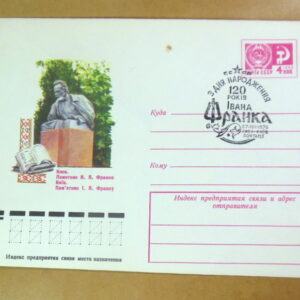 З ДНЯ НАРОДЖЕННЯ
120
РОКІВ
ІВАНА
ФРАНКА
ПОЧТА СССР
4
Куда
Кому
Киев.
Памятник И. Я. Франко
Київ.
Пам'ятник І. Я. Франку
Индекс предприятия связи и адрес отправителя
Индекс предприятия связи места назначения